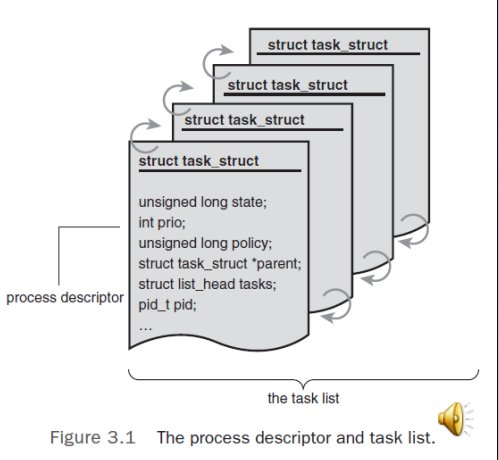 struct task_struct
struct task_struct
struct task_struct
struct task_struct
unsigned long state;
int prio;
unsigned long policy;
struct task_struct *parent;
struct list_head tasks;
pid_t pid;
...
process descriptor
the task list
Figure 3.1 The process descriptor and task list.